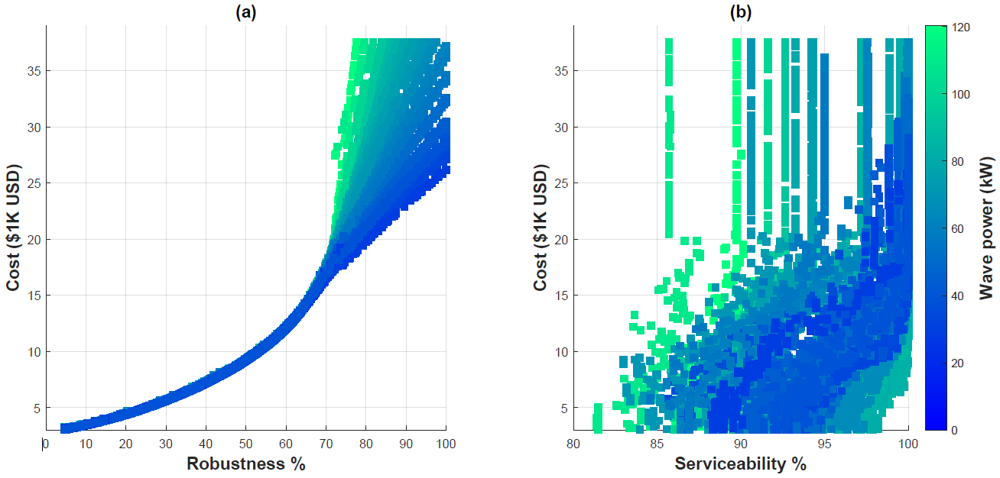 (a)
(b)
Cost ($1K USD)
35
30
25
20
15
10
5
0 10 20 30 40 50 60 70 80 90 100
Robustness %
Cost ($1K USD)
35
30
25
20
15
10
5
80 85 90 95 100
Serviceability %
120
100
80
60
40
20
0
Wave power (kW)